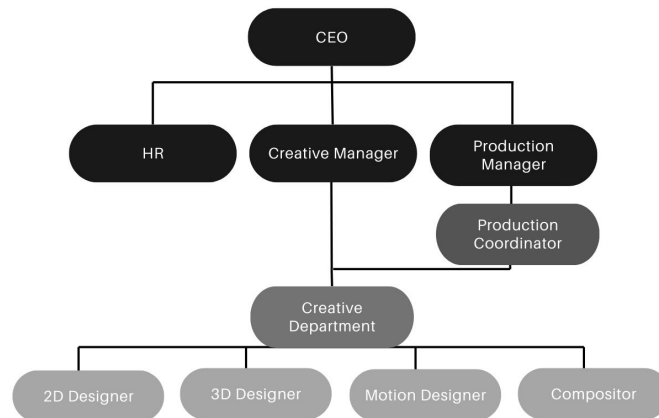 CEO
HR
Creative Manager
Production
Manager
Production
Coordinator
Creative
Department
2D Designer
3D Designer
Motion Designer
Compositor